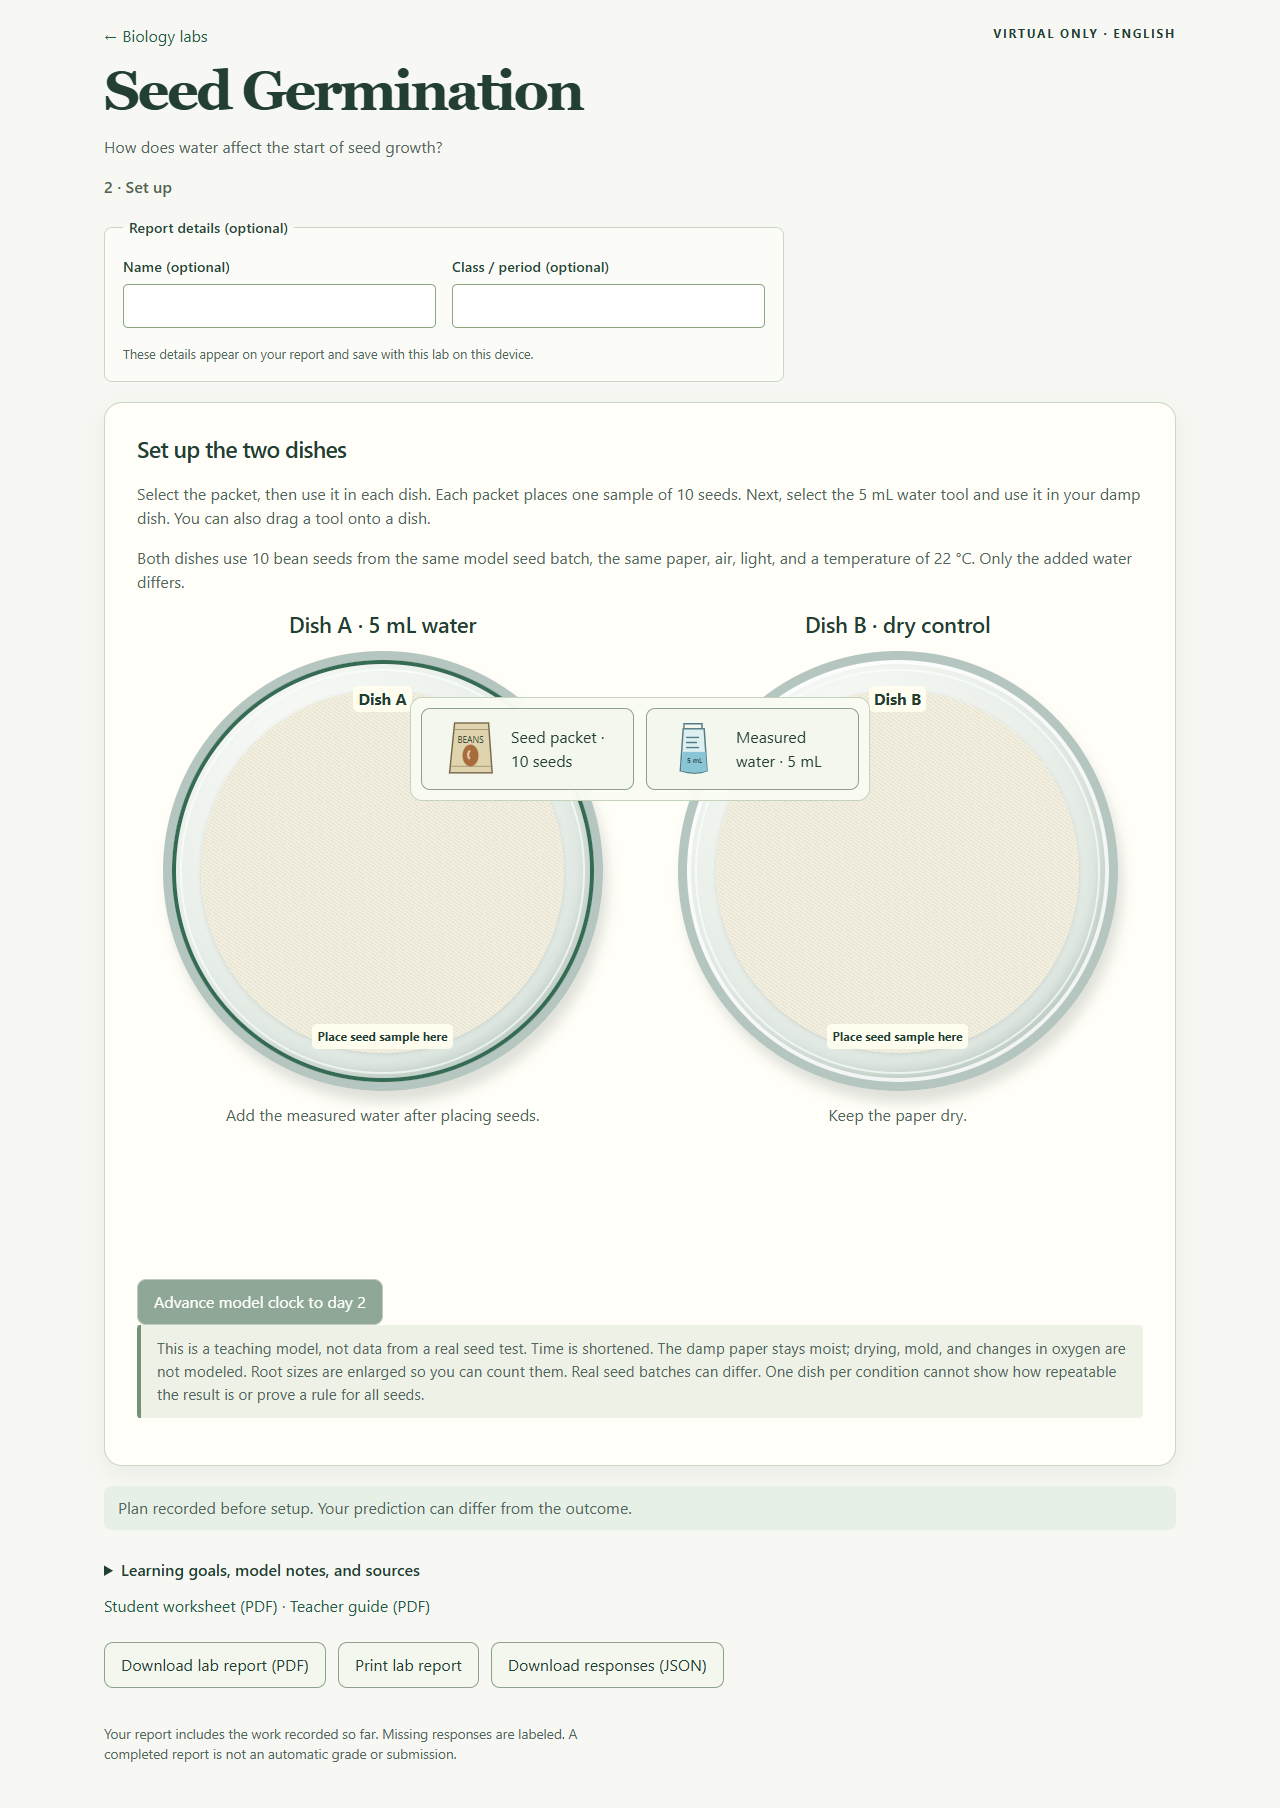 ← Biology labs
VIRTUAL ONLY · ENGLISH
Seed Germination
How does water affect the start of seed growth?
2 · Set up
Report details (optional)
Name (optional)
Class / period (optional)
These details appear on your report and save with this lab on this device.
Set up the two dishes
Select the packet, then use it in each dish. Each packet places one sample of 10 seeds. Next, select the 5 mL water tool and use it in your damp
dish. You can also drag a tool onto a dish.
Both dishes use 10 bean seeds from the same model seed batch, the same paper, air, light, and a temperature of 22 °C. Only the added water
differs.
Dish A · 5 mL water
Dish B · dry control
Dish A
Dish B
BEANS
Seed packet ·
10 seeds
5 mL
Measured
water · 5 mL
Place seed sample here
Place seed sample here
Add the measured water after placing seeds.
Keep the paper dry.
Advance model clock to day 2
This is a teaching model, not data from a real seed test. Time is shortened. The damp paper stays moist; drying, mold, and changes in oxygen are
not modeled. Root sizes are enlarged so you can count them. Real seed batches can differ. One dish per condition cannot show how repeatable
the result is or prove a rule for all seeds.
Plan recorded before setup. Your prediction can differ from the outcome.
▶ Learning goals, model notes, and sources
Student worksheet (PDF) · Teacher guide (PDF)
Download lab report (PDF)
Print lab report
Download responses (JSON)
Your report includes the work recorded so far. Missing responses are labeled. A
completed report is not an automatic grade or submission.